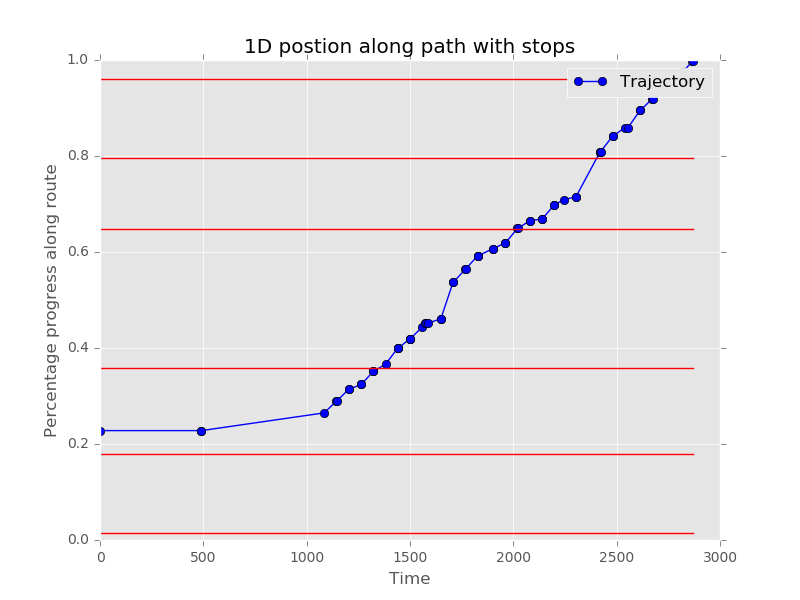 1D postion along path with stops
Trajectory
Percentage progress along route
1.0
0.8
0.6
0.4
0.2
0.0
0 500 1000 1500 2000 2500 3000
Time